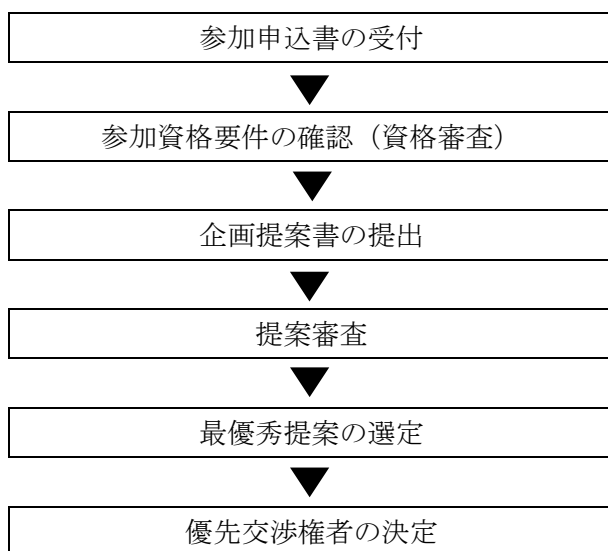 参加申込書の受付
参加資格要件の確認（資格審査）
企画提案書の提出
提案審査
最優秀提案の選定
優先交渉権者の決定